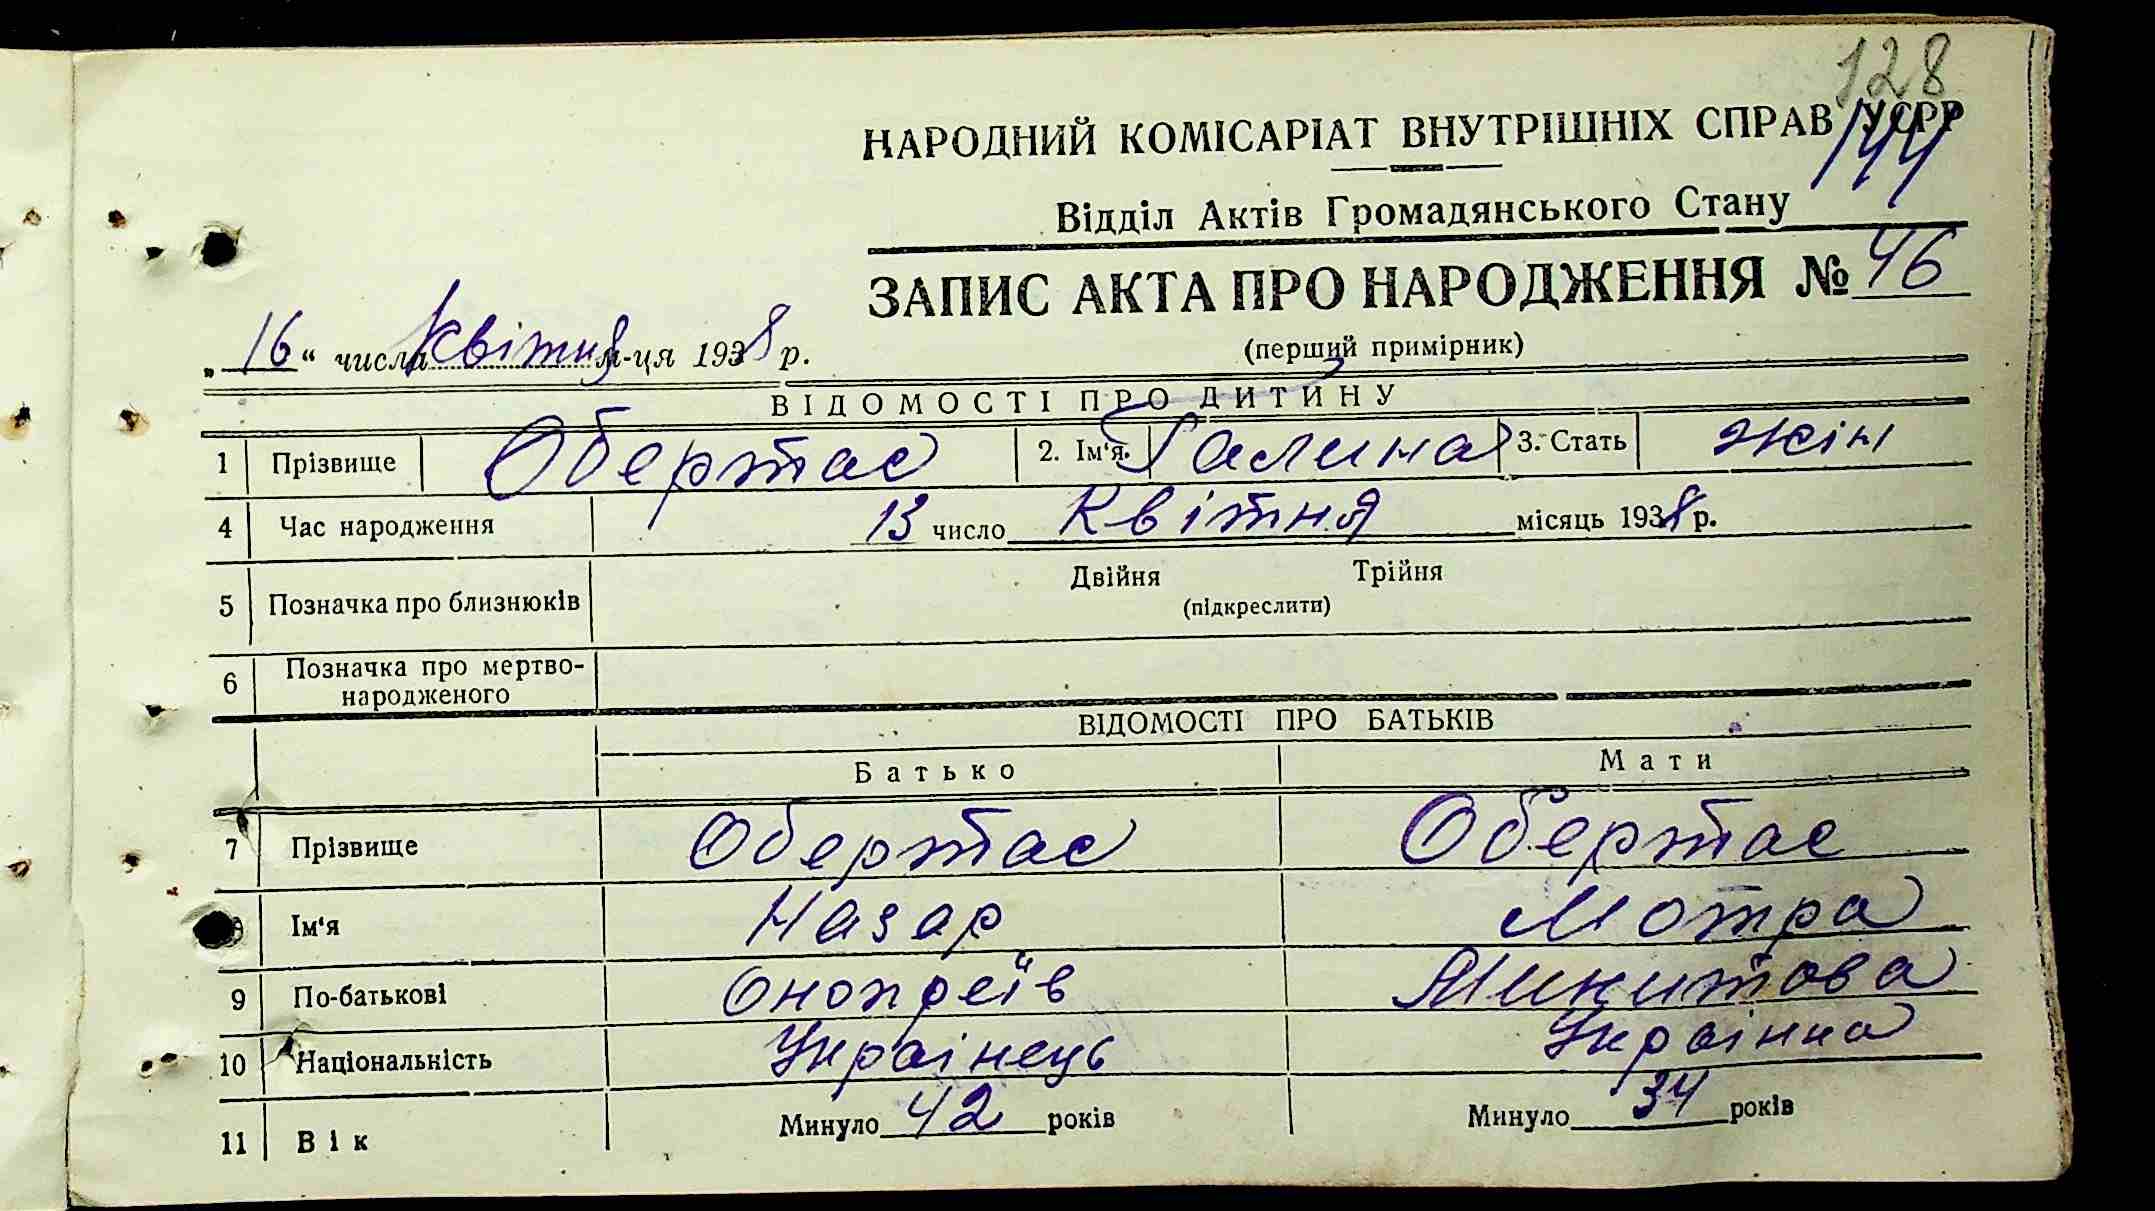 128
НАРОДНИЙ КОМІСАРІАТ ВНУТРІШНІХ СПРАВ УСРР
144
Відділ Актів Громадянського Стану
ЗАПИС АКТА ПРО НАРОДЖЕННЯ № 46
(перший примірник)
„ 16 “ числа квітня м-ця 1938 р.
ВІДОМОСТІ ПРО ДИТИНУ
1 Прізвище Обертас 2. Ім'я. Галина 3. Стать жін
4 Час народження 13 число Квітня місяць 1938 р.
5 Позначка про близнюків Двійня Трійня
(підкреслити)
6 Позначка про мертво-
народженого
ВІДОМОСТІ ПРО БАТЬКІВ
Батько Мати
7 Прізвище Обертас Обертас
8 Ім'я Назар Мотра
9 По-батькові Онопреїв Микитова
10 Національність Українець Українка
11 Вік Минуло 42 років Минуло 34 років